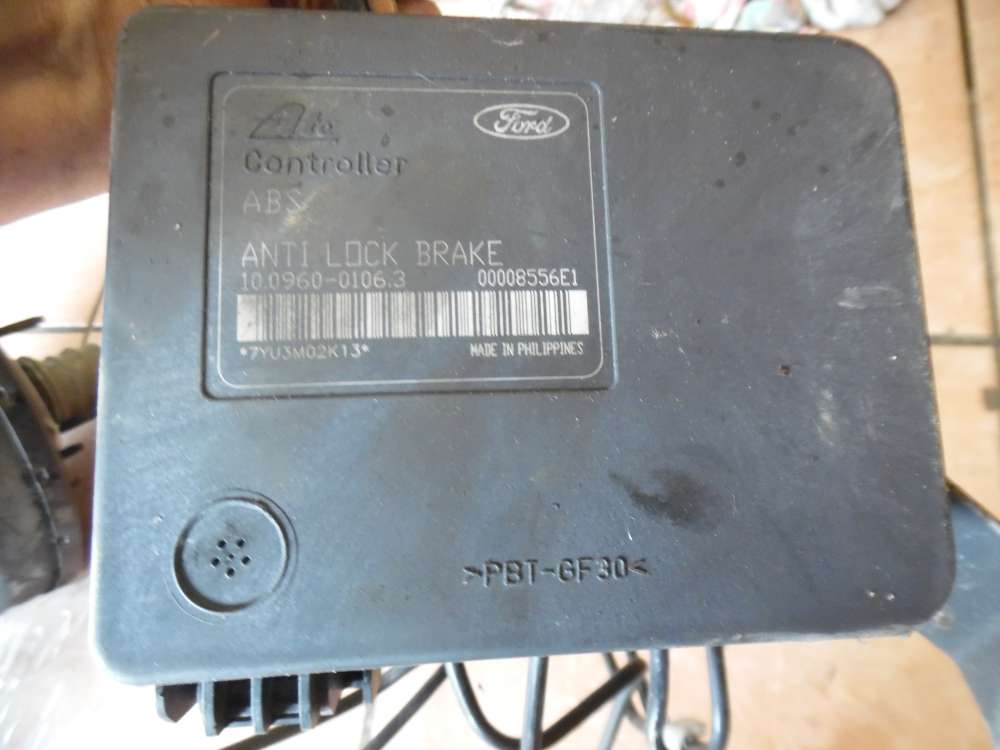 Ate
Ford
Controller
ABS
ANTI LOCK BRAKE
10.0960-0106.3 00008556E1
*7YU3M02K13* MADE IN PHILIPPINES
>PBT-GF30<